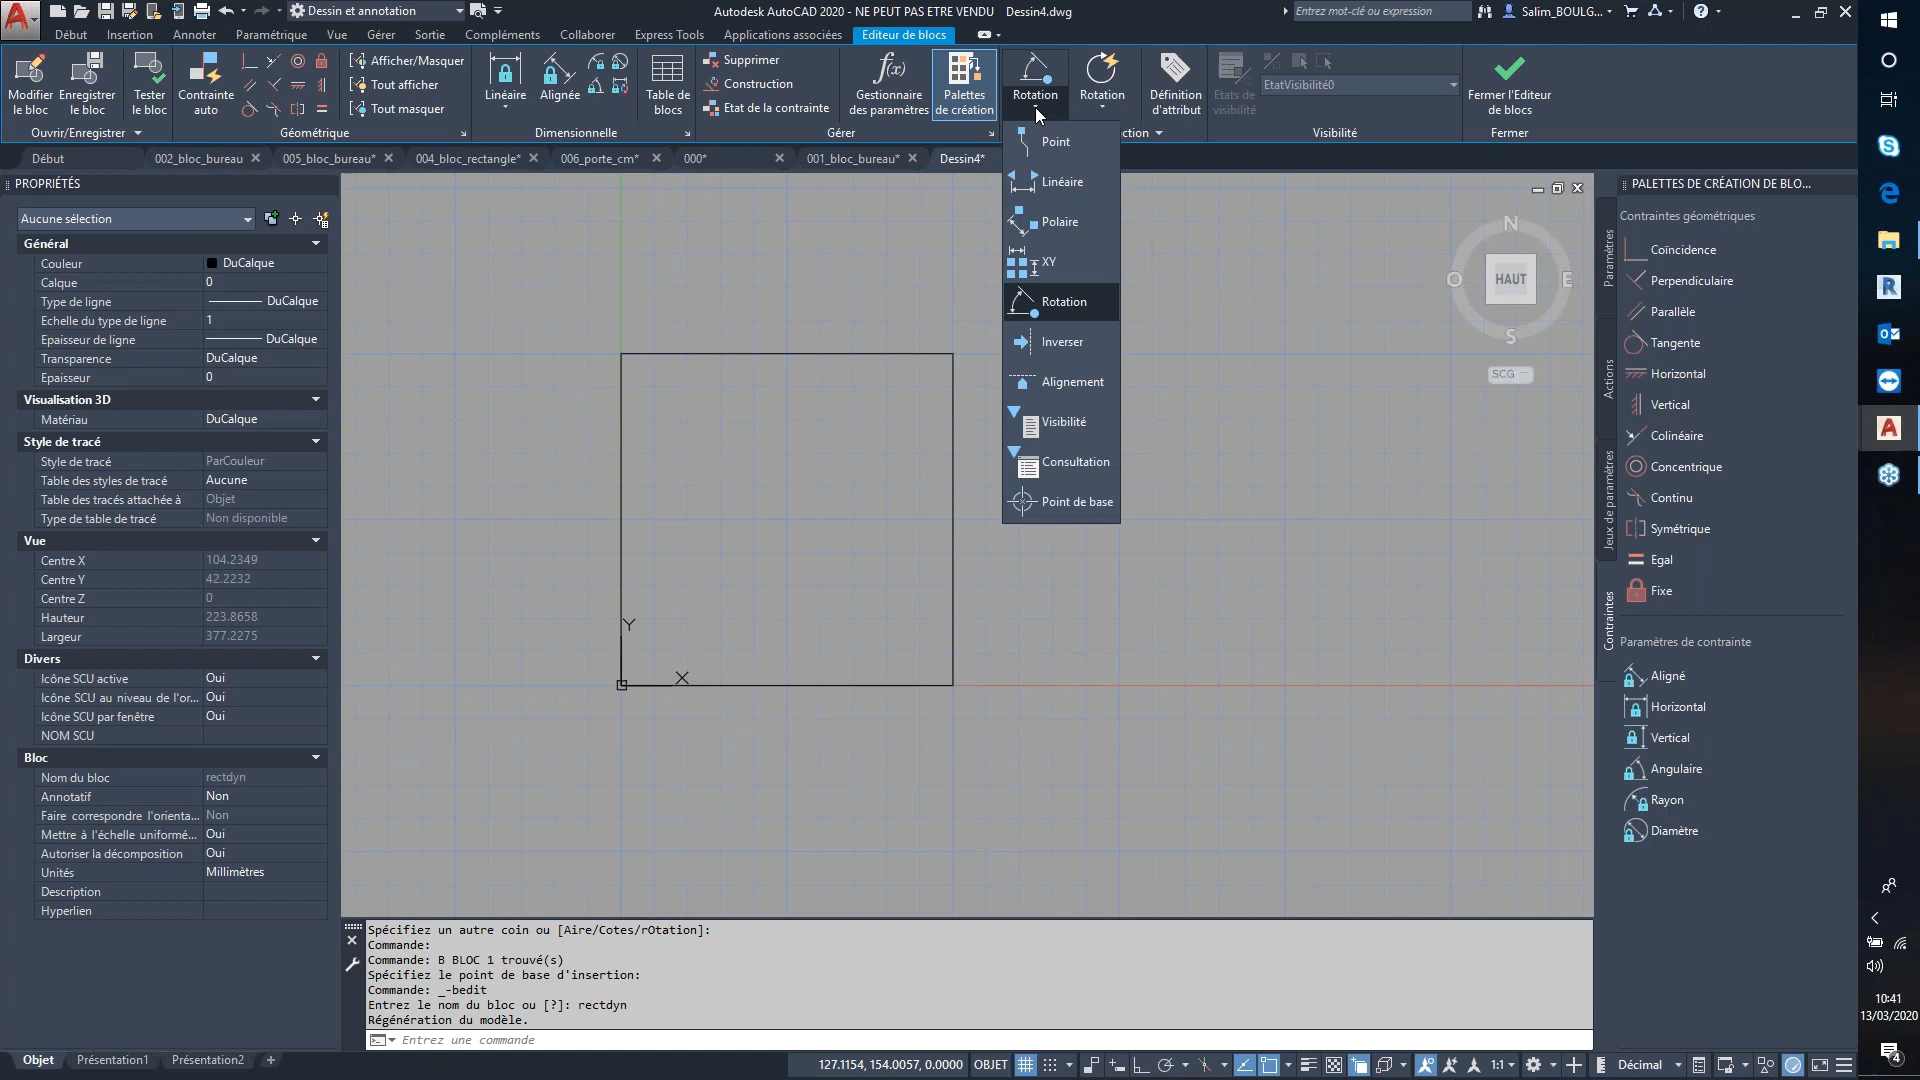 Dessin et annotation
Autodesk AutoCAD 2020 - NE PEUT PAS ETRE VENDU Dessin4.dwg
Entrez mot-clé ou expression
Salim_BOULG...
Début Insertion Annoter Paramétrique Vue Gérer Sortie Compléments Collaborer Express Tools Applications associées Editeur de blocs
Modifier le bloc
Enregistrer le bloc
Tester le bloc
Contrainte auto
Afficher/Masquer
Tout afficher
Tout masquer
Linéaire
Alignée
Table de blocs
Supprimer
Construction
Etat de la contrainte
Gestionnaire des paramètres
Palettes de création
Rotation
Rotation
Définition d'attribut
Etats de visibilité
EtatVisibilité0
Fermer l'Editeur de blocs
Ouvrir/Enregistrer
Géométrique
Dimensionnelle
Gérer
ction
Visibilité
Fermer
Début
002_bloc_bureau
005_bloc_bureau*
004_bloc_rectangle*
006_porte_cm*
000*
001_bloc_bureau*
Dessin4*
Point
Linéaire
Polaire
XY
Rotation
Inverser
Alignement
Visibilité
Consultation
Point de base
PROPRIÉTÉS
Aucune sélection
Général
Couleur DuCalque
Calque 0
Type de ligne DuCalque
Echelle du type de ligne 1
Epaisseur de ligne DuCalque
Transparence DuCalque
Epaisseur 0
Visualisation 3D
Matériau DuCalque
Style de tracé
Style de tracé ParCouleur
Table des styles de tracé Aucune
Table des tracés attachée à Objet
Type de table de tracé Non disponible
Vue
Centre X 104.2349
Centre Y 42.2232
Centre Z 0
Hauteur 223.8658
Largeur 377.2275
Divers
Icône SCU active Oui
Icône SCU au niveau de l'or... Oui
Icône SCU par fenêtre Oui
NOM SCU
Bloc
Nom du bloc rectdyn
Annotatif Non
Faire correspondre l'orienta... Non
Mettre à l'échelle uniformé... Oui
Autoriser la décomposition Oui
Unités Millimètres
Description
Hyperlien
Y
X
N
O HAUT E
S
SCG
PALETTES DE CRÉATION DE BLO...
Paramètres
Actions
Jeux de paramètres
Contraintes
Contraintes géométriques
Coïncidence
Perpendiculaire
Parallèle
Tangente
Horizontal
Vertical
Colinéaire
Concentrique
Continu
Symétrique
Egal
Fixe
Paramètres de contrainte
Aligné
Horizontal
Vertical
Angulaire
Rayon
Diamètre
Spécifiez un autre coin ou [Aire/Cotes/rOtation]:
Commande:
Commande: B BLOC 1 trouvé(s)
Spécifiez le point de base d'insertion:
Commande: _-bedit
Entrez le nom du bloc ou [?]: rectdyn
Régénération du modèle.
Entrez une commande
Objet Présentation1 Présentation2 +
127.1154, 154.0057, 0.0000 OBJET
1:1
Décimal
10:41
13/03/2020
4